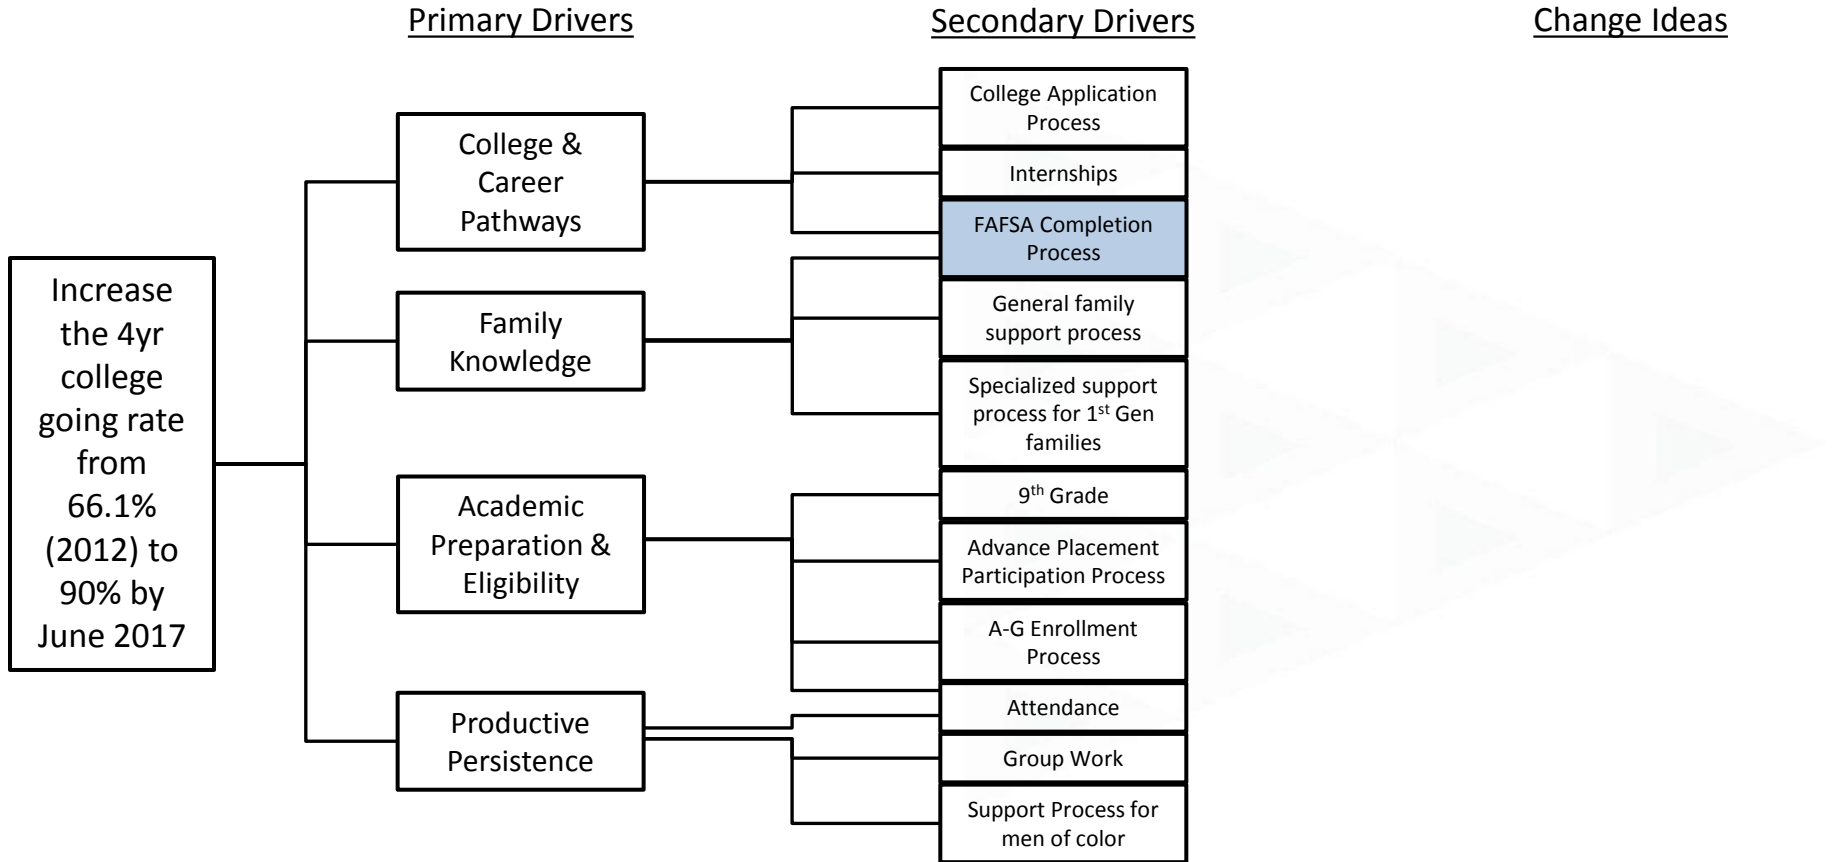 Primary Drivers
Secondary Drivers
Change Ideas
Increase
the 4yr
college
going rate
from
66.1%
(2012) to
90% by
June 2017
College &
Career
Pathways
Family
Knowledge
Academic
Preparation &
Eligibility
Productive
Persistence
College Application
Process
Internships
FAFSA Completion
Process
General family
support process
Specialized support
process for 1st Gen
families
9th Grade
Advance Placement
Participation Process
A-G Enrollment
Process
Attendance
Group Work
Support Process for
men of color